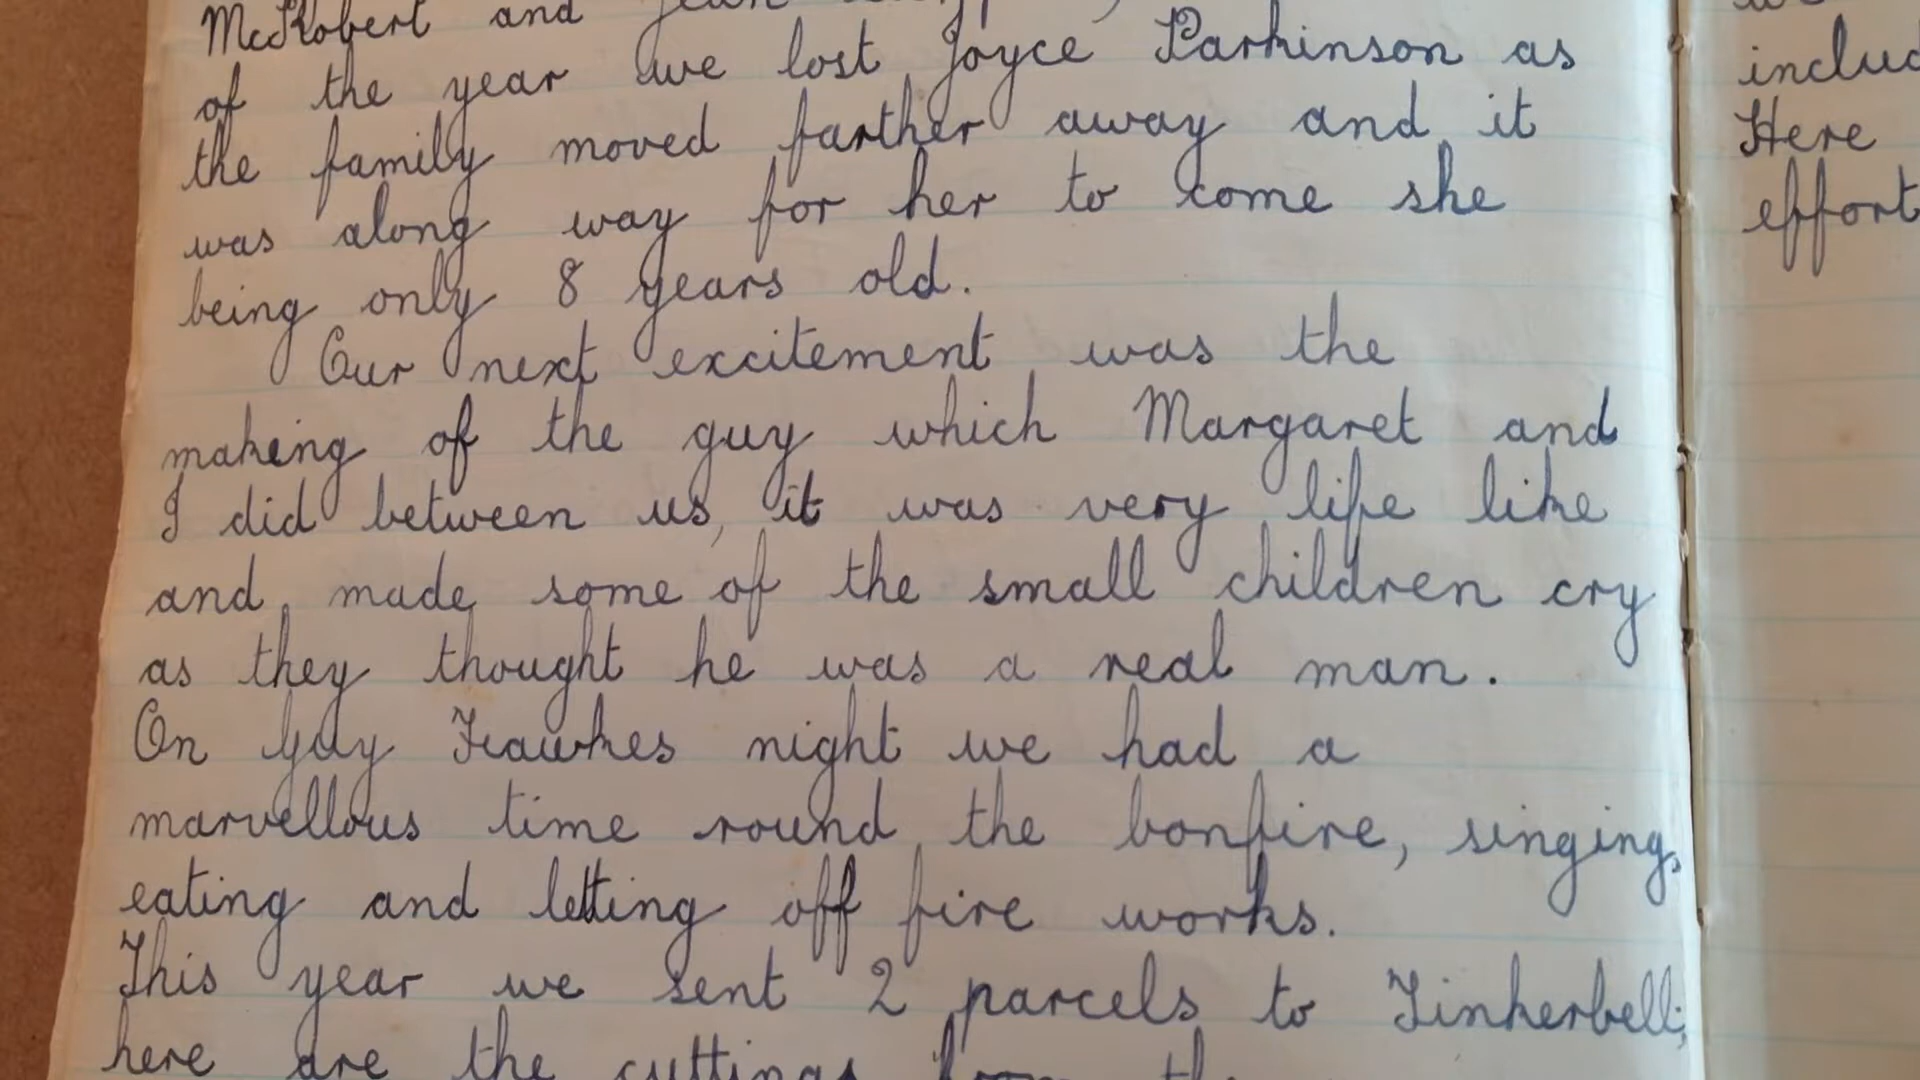 McRobert and Jean
of the year we lost Joyce Parkinson as
the family moved farther away and it
was along way for her to come she
being only 8 years old.
Our next excitement was the
making of the guy which Margaret and
I did between us, it was very life like
and made some of the small children cry
as they thought he was a real man.
On Guy Fawkes night we had a
marvellous time round the bonfire, singing,
eating and letting off fire works.
This year we sent 2 parcels to Tinkerbell;
here are the cuttings from the
includ
Here
effort